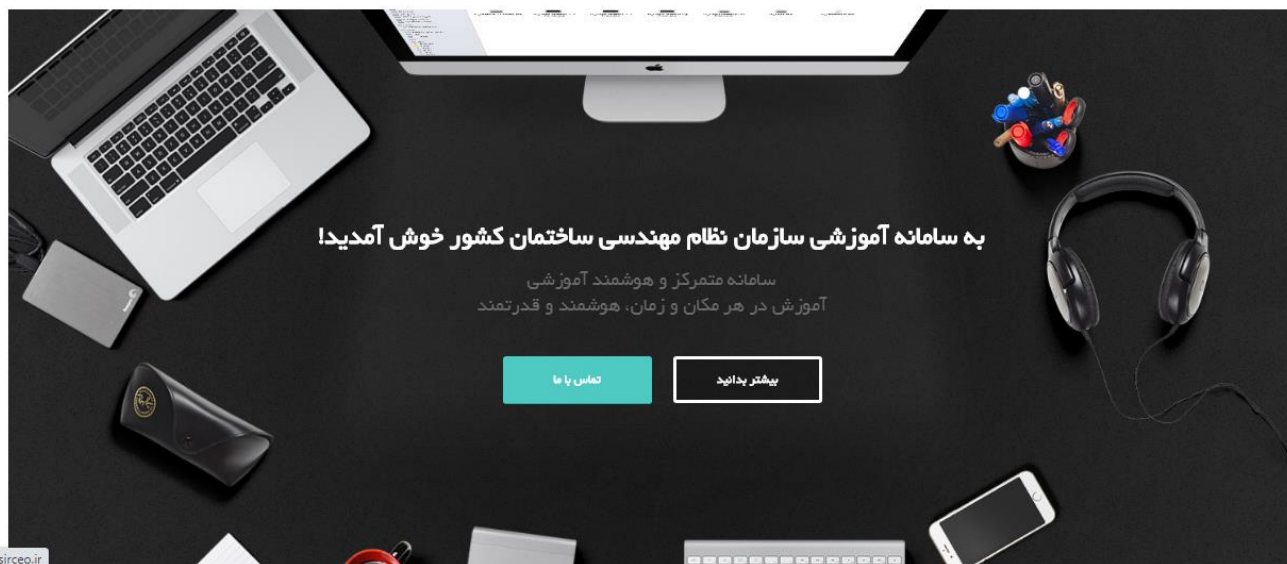 به سامانه آموزشی سازمان نظام مهندسی ساختمان کشور خوش آمدید!
سامانه متمرکز و هوشمند آموزشی
آموزش در هر مکان و زمان، هوشمند و قدرتمند
بیشتر بدانید
تماس با ما
sirceo.ir